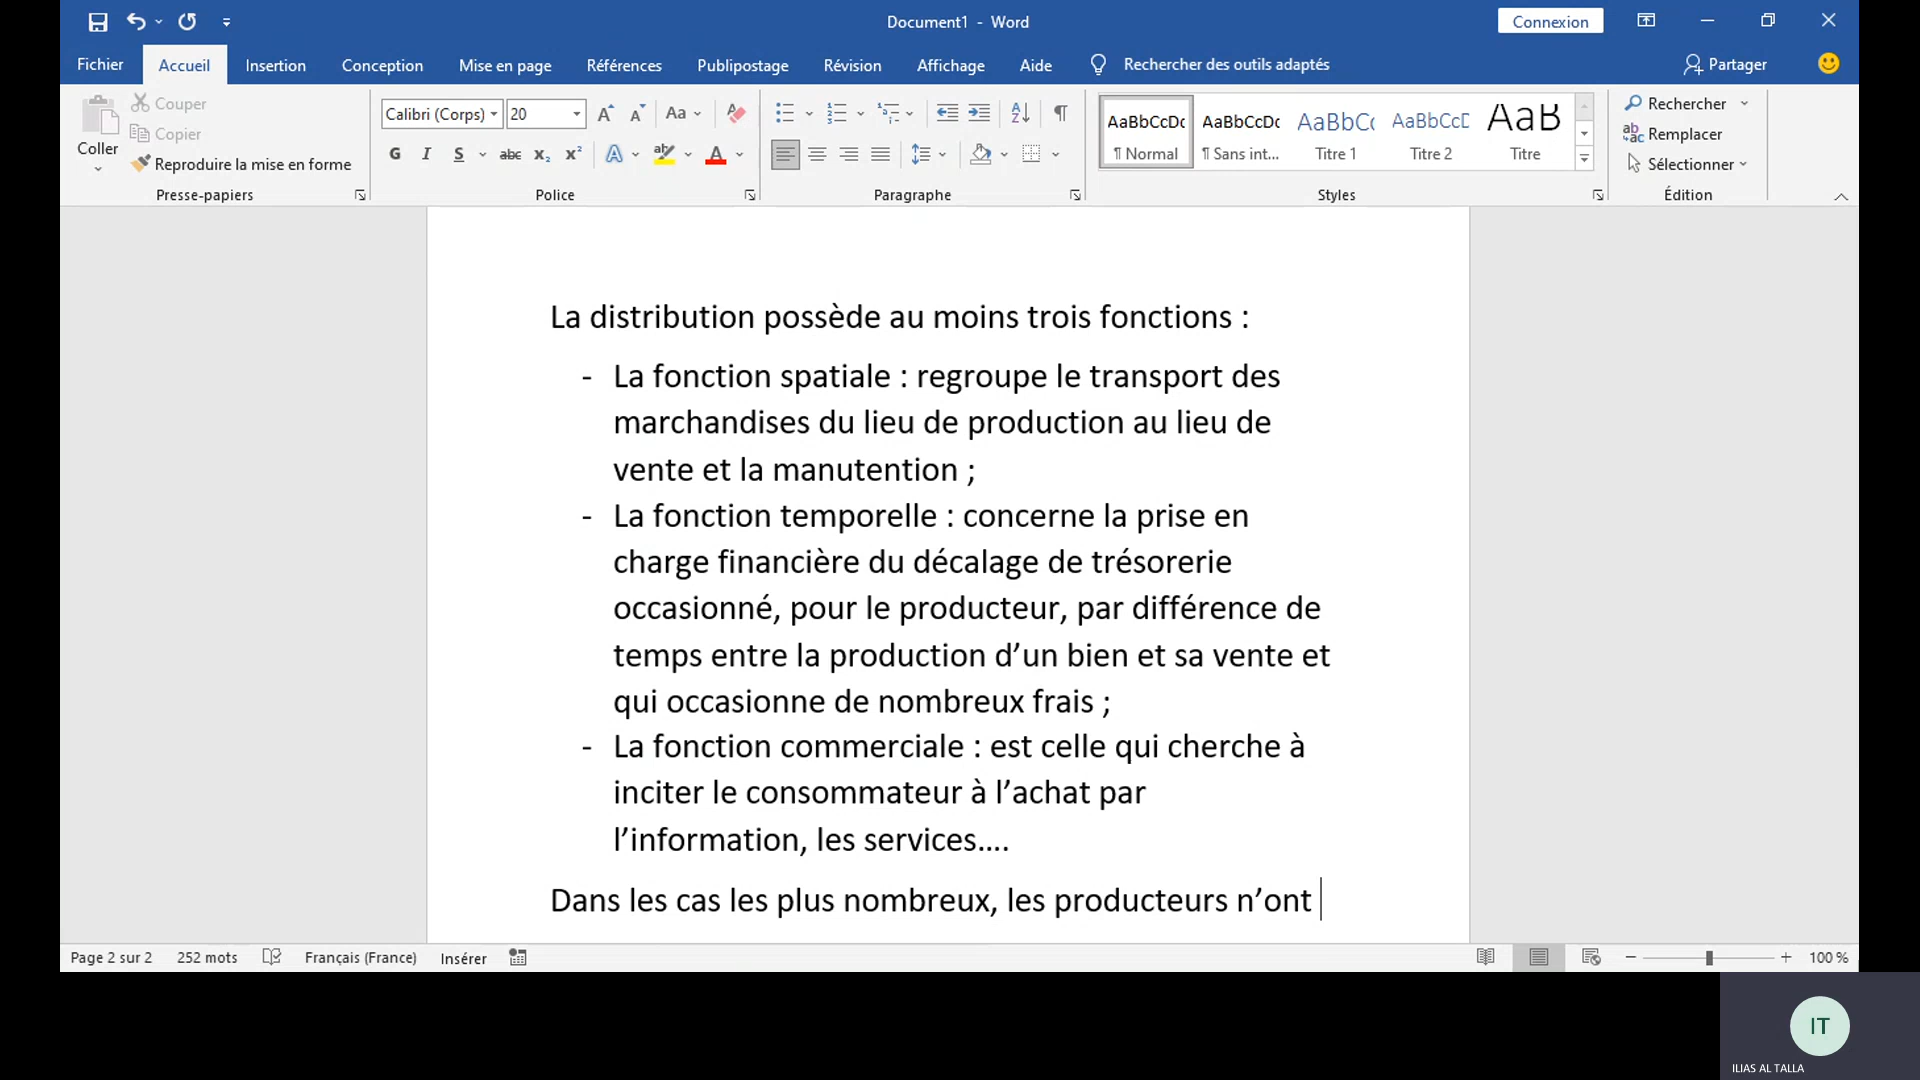 Document1 - Word
Connexion
Fichier Accueil Insertion Conception Mise en page Références Publipostage Révision Affichage Aide Rechercher des outils adaptés Partager
Coller
Couper
Copier
Reproduire la mise en forme
Presse-papiers
Calibri (Corps) 20
Aa
G I S abc x₂ x² A ab A
Police
Paragraphe
AaBbCcDc AaBbCcDc AaBbCc AaBbCcD AaB
¶ Normal ¶ Sans int... Titre 1 Titre 2 Titre
Styles
Rechercher
Remplacer
Sélectionner
Édition
La distribution possède au moins trois fonctions :
- La fonction spatiale : regroupe le transport des
marchandises du lieu de production au lieu de
vente et la manutention ;
- La fonction temporelle : concerne la prise en
charge financière du décalage de trésorerie
occasionné, pour le producteur, par différence de
temps entre la production d’un bien et sa vente et
qui occasionne de nombreux frais ;
- La fonction commerciale : est celle qui cherche à
inciter le consommateur à l’achat par
l’information, les services….
Dans les cas les plus nombreux, les producteurs n’ont
Page 2 sur 2 252 mots Français (France) Insérer 100 %
IT
ILIAS AL TALLA